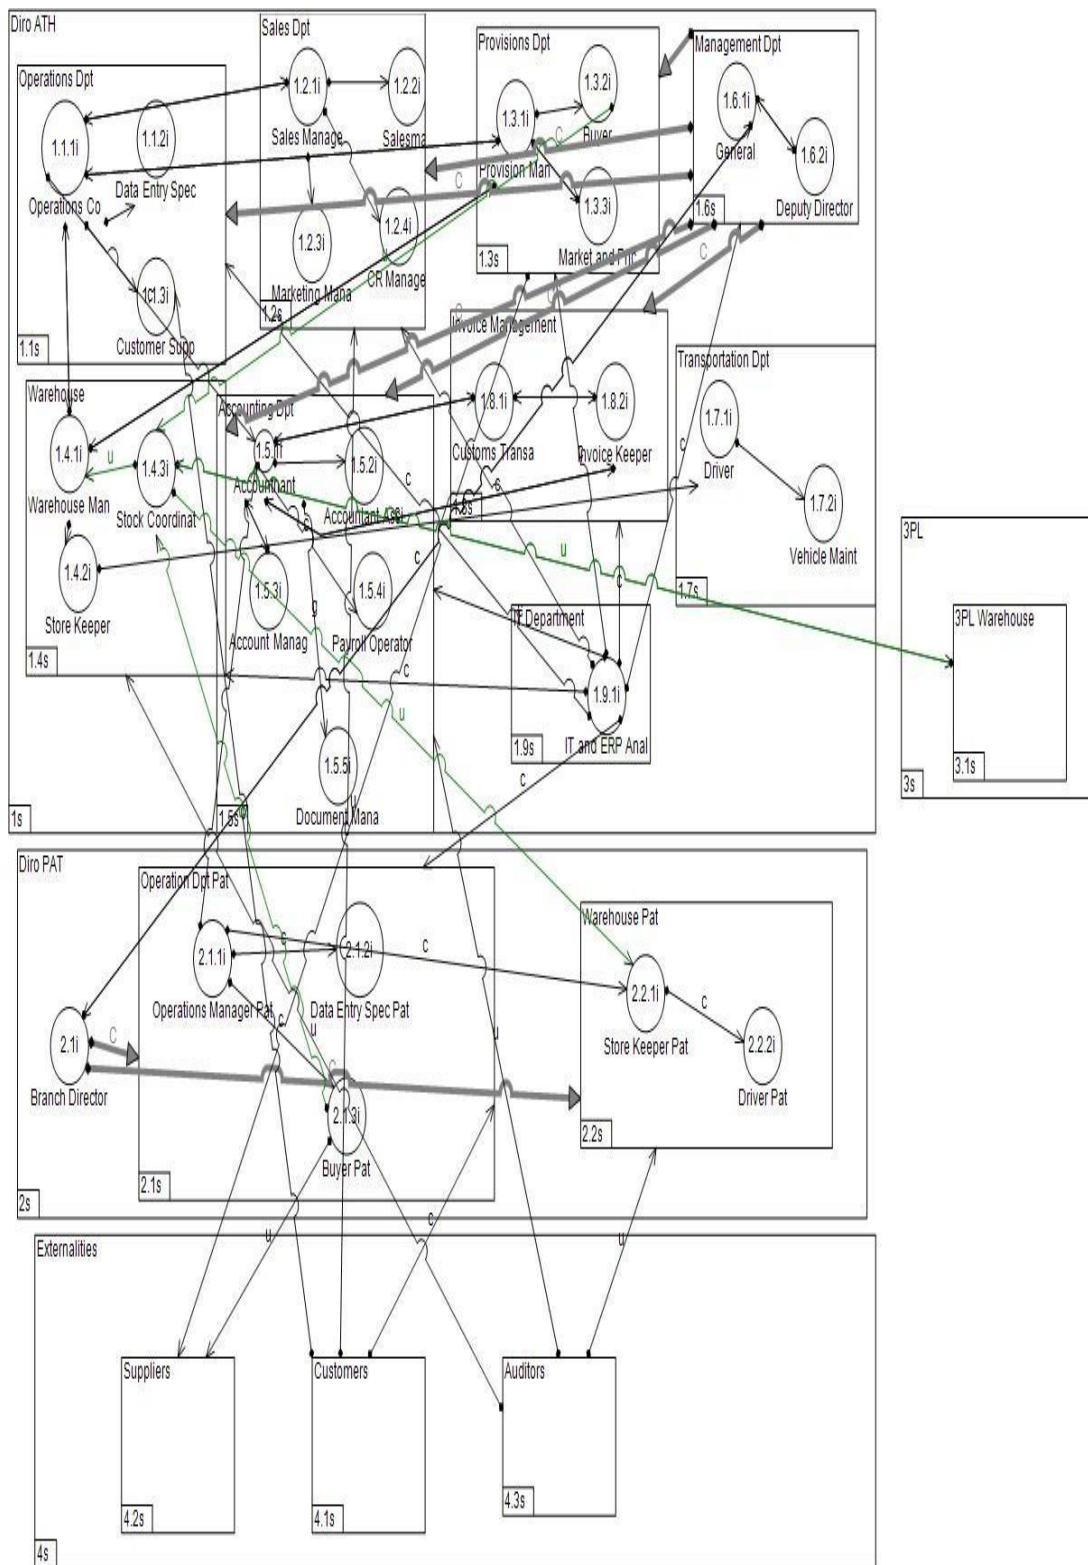 Diro ATH
Operations Dpt
1.1.1i
Operations Co
1.1.2i
Data Entry Spec
Customer Supp
1.1s
Sales Dpt
1.2.1i
Sales Manage
1.2.2i
Salesma
1.2.3i
Marketing Mana
1.2.4i
CR Manage
1.2s
Provisions Dpt
1.3.1i
Provision Man
1.3.2i
Buyer
1.3.3i
Market and Pric
1.3s
Management Dpt
1.6.1i
General
1.6.2i
Deputy Director
1.6s
C
C
C
C
Warehouse
1.4.1i
Warehouse Man
u
1.4.3i
Stock Coordinat
1.4.2i
Store Keeper
1.4s
Accounting Dpt
Accountant
1.5.2i
Accountant Assi
1.5.3i
Account Manag
1.5.4i
Payroll Operator
1.5.5i
Document Mana
1.5s
Invoice Management
1.8.1i
Customs Transa
1.8.2i
Invoice Keeper
Transportation Dpt
1.7.1i
Driver
1.7.2i
Vehicle Maint
1.7s
c
c
c
c
u
c
u
IT Department
1.9.1i
IT and ERP Anal
1.9s
c
3PL
3PL Warehouse
3.1s
3s
1s
Diro PAT
Operation Dpt Pat
2.1.1i
Operations Manager Pat
c
2.1.2i
Data Entry Spec Pat
c
c
u
2.1i
Branch Director
C
2.1.3i
Buyer Pat
2.1s
Warehouse Pat
2.2.1i
Store Keeper Pat
c
2.2.2i
Driver Pat
2.2s
u
2s
u
c
u
Externalities
Suppliers
4.2s
Customers
4.1s
Auditors
4.3s
4s